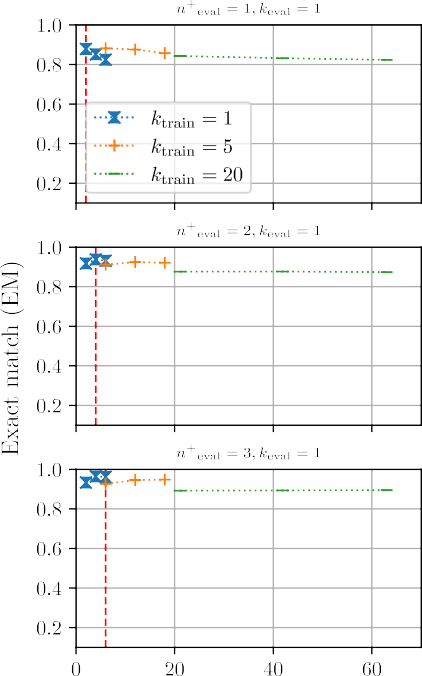 n⁺eval = 1, keval = 1
1.0
0.8
0.6
0.4
0.2
ktrain = 1
ktrain = 5
ktrain = 20
n⁺eval = 2, keval = 1
1.0
0.8
0.6
0.4
0.2
Exact match (EM)
n⁺eval = 3, keval = 1
1.0
0.8
0.6
0.4
0.2
0 20 40 60